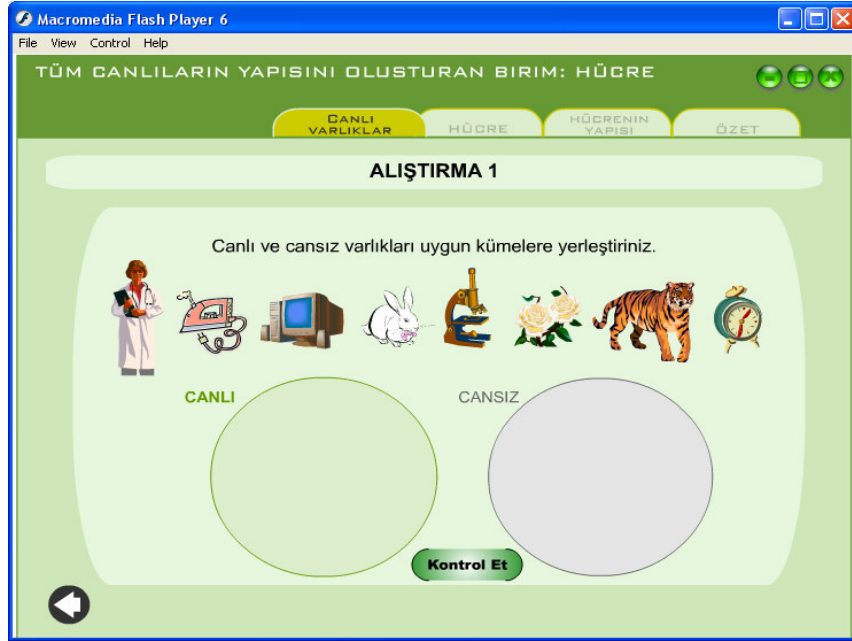 Macromedia Flash Player 6
File View Control Help
TÜM CANLILARIN YAPISINI OLUSTURAN BIRIM: HÜCRE
CANLI
VARLIKLAR
HÜCRE
HÜCRENIN
YAPISI
ÖZET
ALIŞTIRMA 1
Canlı ve cansız varlıkları uygun kümelere yerleştiriniz.
CANLI
CANSIZ
Kontrol Et